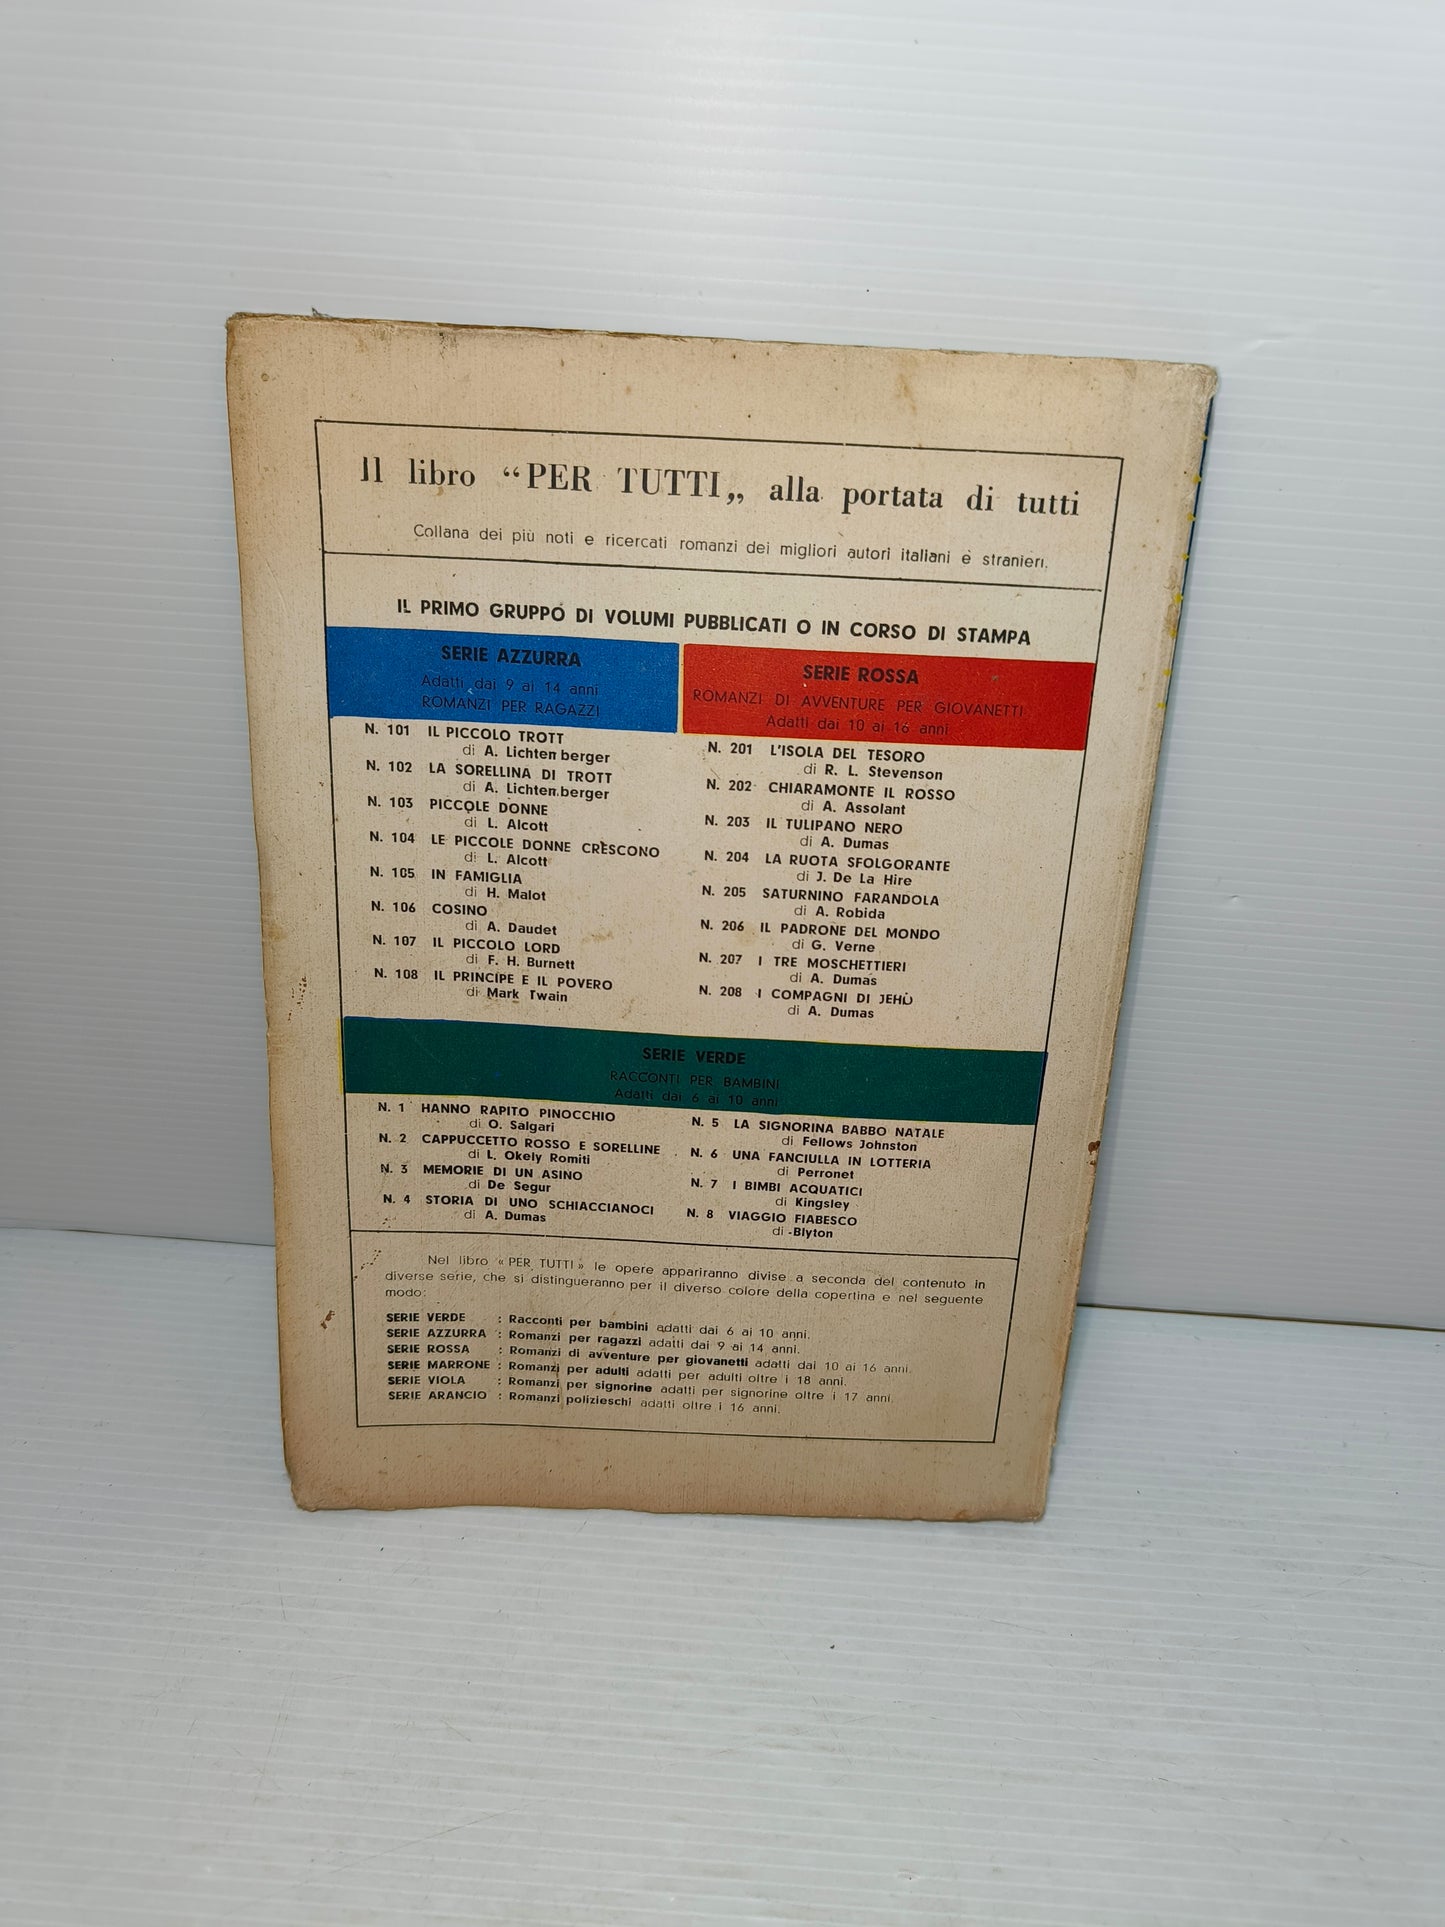 Il libro “PER TUTTI„ alla portata di tutti
Collana dei più noti e ricercati romanzi dei migliori autori italiani e stranieri.
IL PRIMO GRUPPO DI VOLUMI PUBBLICATI O IN CORSO DI STAMPA
SERIE AZZURRA
Adatti dai 9 ai 14 anni
ROMANZI PER RAGAZZI
N. 101 IL PICCOLO TROTT
di A. Lichten berger
N. 102 LA SORELLINA DI TROTT
di A. Lichten berger
N. 103 PICCOLE DONNE
di L. Alcott
N. 104 LE PICCOLE DONNE CRESCONO
di L. Alcott
N. 105 IN FAMIGLIA
di H. Malot
N. 106 COSINO
di A. Daudet
N. 107 IL PICCOLO LORD
di F. H. Burnett
N. 108 IL PRINCIPE E IL POVERO
di Mark Twain
SERIE ROSSA
ROMANZI DI AVVENTURE PER GIOVANETTI
Adatti dai 10 ai 16 anni
N. 201 L'ISOLA DEL TESORO
di R. L. Stevenson
N. 202 CHIARAMONTE IL ROSSO
di A. Assolant
N. 203 IL TULIPANO NERO
di A. Dumas
N. 204 LA RUOTA SFOLGORANTE
di J. De La Hire
N. 205 SATURNINO FARANDOLA
di A. Robida
N. 206 IL PADRONE DEL MONDO
di G. Verne
N. 207 I TRE MOSCHETTIERI
di A. Dumas
N. 208 I COMPAGNI DI JEHÙ
di A. Dumas
SERIE VERDE
RACCONTI PER BAMBINI
Adatti dai 6 ai 10 anni
N. 1 HANNO RAPITO PINOCCHIO
di O. Salgari
N. 2 CAPPUCCETTO ROSSO E SORELLINE
di L. Okely Romiti
N. 3 MEMORIE DI UN ASINO
di De Segur
N. 4 STORIA DI UNO SCHIACCIANOCI
di A. Dumas
N. 5 LA SIGNORINA BABBO NATALE
di Fellows Johnston
N. 6 UNA FANCIULLA IN LOTTERIA
di Perronet
N. 7 I BIMBI ACQUATICI
di Kingsley
N. 8 VIAGGIO FIABESCO
di Blyton
Nel libro « PER TUTTI » le opere appariranno divise a seconda del contenuto in
diverse serie, che si distingueranno per il diverso colore della copertina e nel seguente
modo:
SERIE VERDE : Racconti per bambini adatti dai 6 ai 10 anni.
SERIE AZZURRA : Romanzi per ragazzi adatti dai 9 ai 14 anni.
SERIE ROSSA : Romanzi di avventure per giovanetti adatti dai 10 ai 16 anni.
SERIE MARRONE : Romanzi per adulti adatti per adulti oltre i 18 anni.
SERIE VIOLA : Romanzi per signorine adatti per signorine oltre i 17 anni.
SERIE ARANCIO : Romanzi polizieschi adatti oltre i 16 anni.